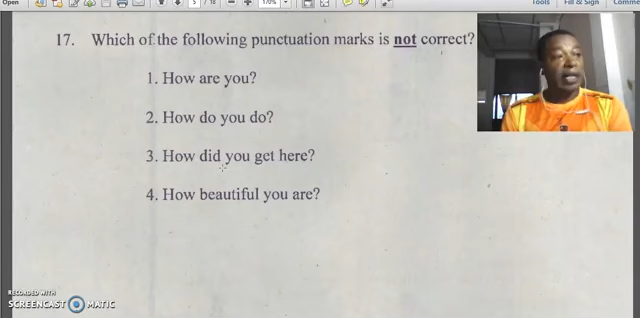 Open
5
/ 18
Tools
Fill & Sign
17. Which of the following punctuation marks is not correct?
1. How are you?
2. How do you do?
3. How did you get here?
4. How beautiful you are?
RECORDED WITH
SCREENCAST MATIC